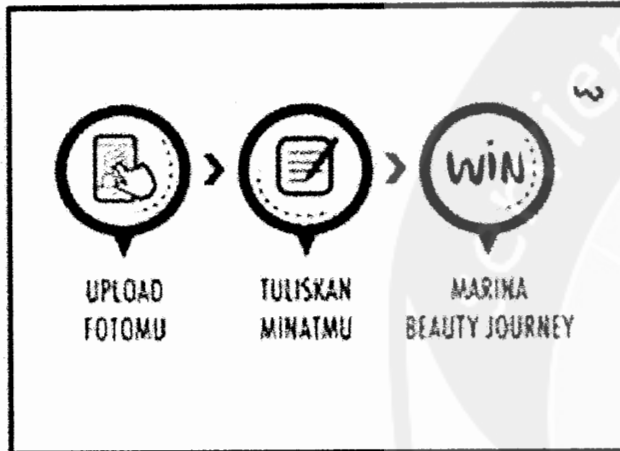 WIN
UPLOAD
FOTOMU
TULISKAN
MINATMU
MARINA
BEAUTY JOURNEY